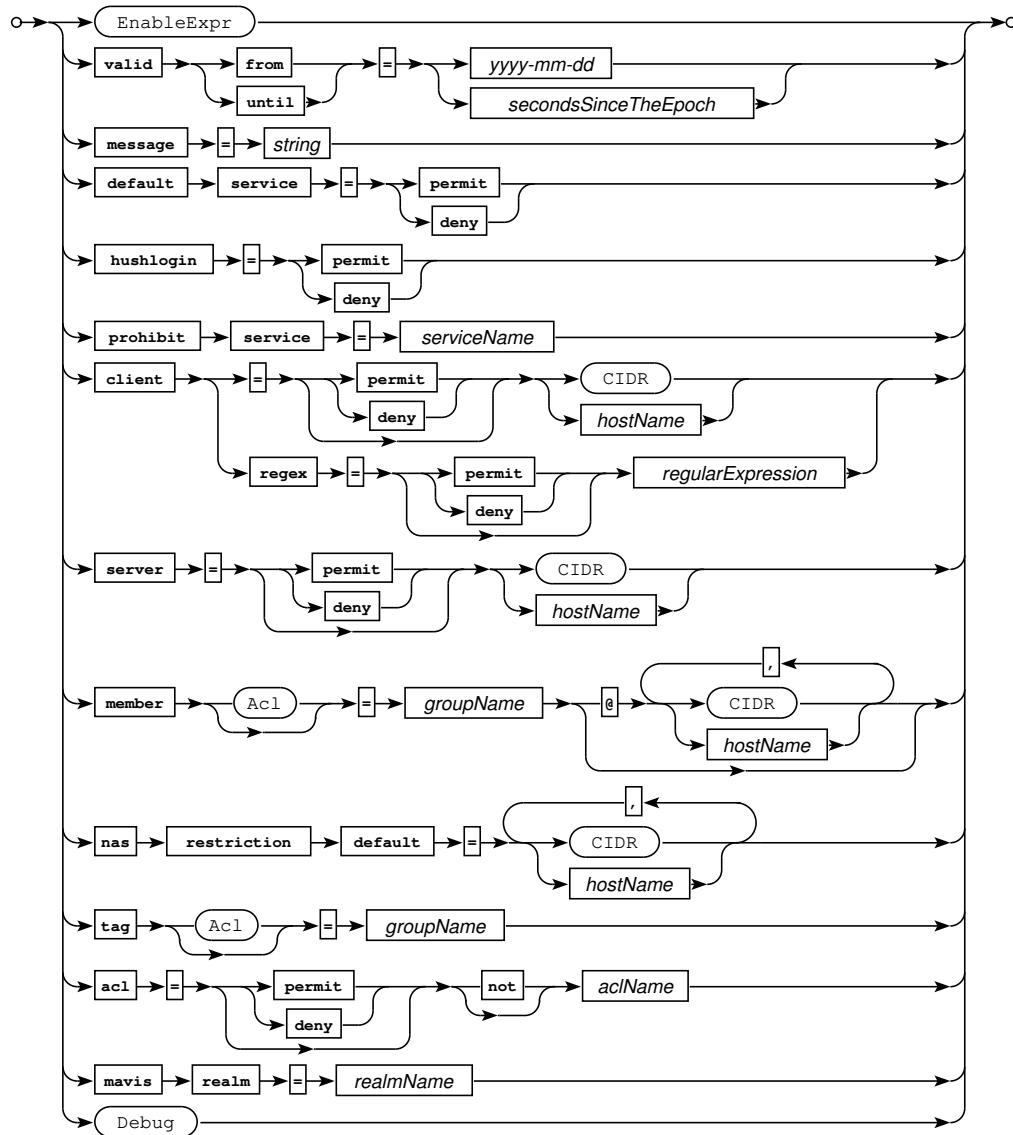 EnableExpr
valid from = yyyy-mm-dd
until secondsSinceTheEpoch
message = string
default service = permit
deny
hushlogin = permit
deny
prohibit service = serviceName
client = permit CIDR
deny hostName
regex = permit regularExpression
deny
server = permit CIDR
deny hostName
,
member Acl = groupName @ CIDR
hostName
,
nas restriction default = CIDR
hostName
tag Acl = groupName
acl = permit not aclName
deny
mavis realm = realmName
Debug